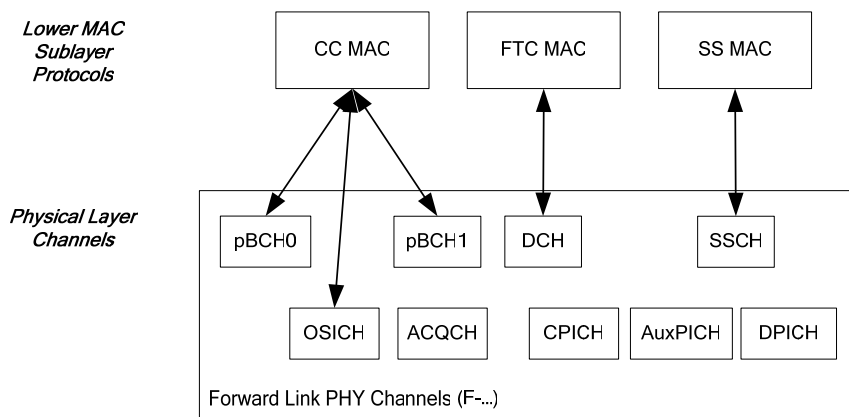 Lower MAC
Sublayer
Protocols
CC MAC
FTC MAC
SS MAC
Physical Layer
Channels
pBCH0
pBCH1
DCH
SSCH
OSICH
ACQCH
CPICH
AuxPICH
DPICH
Forward Link PHY Channels (F-...)